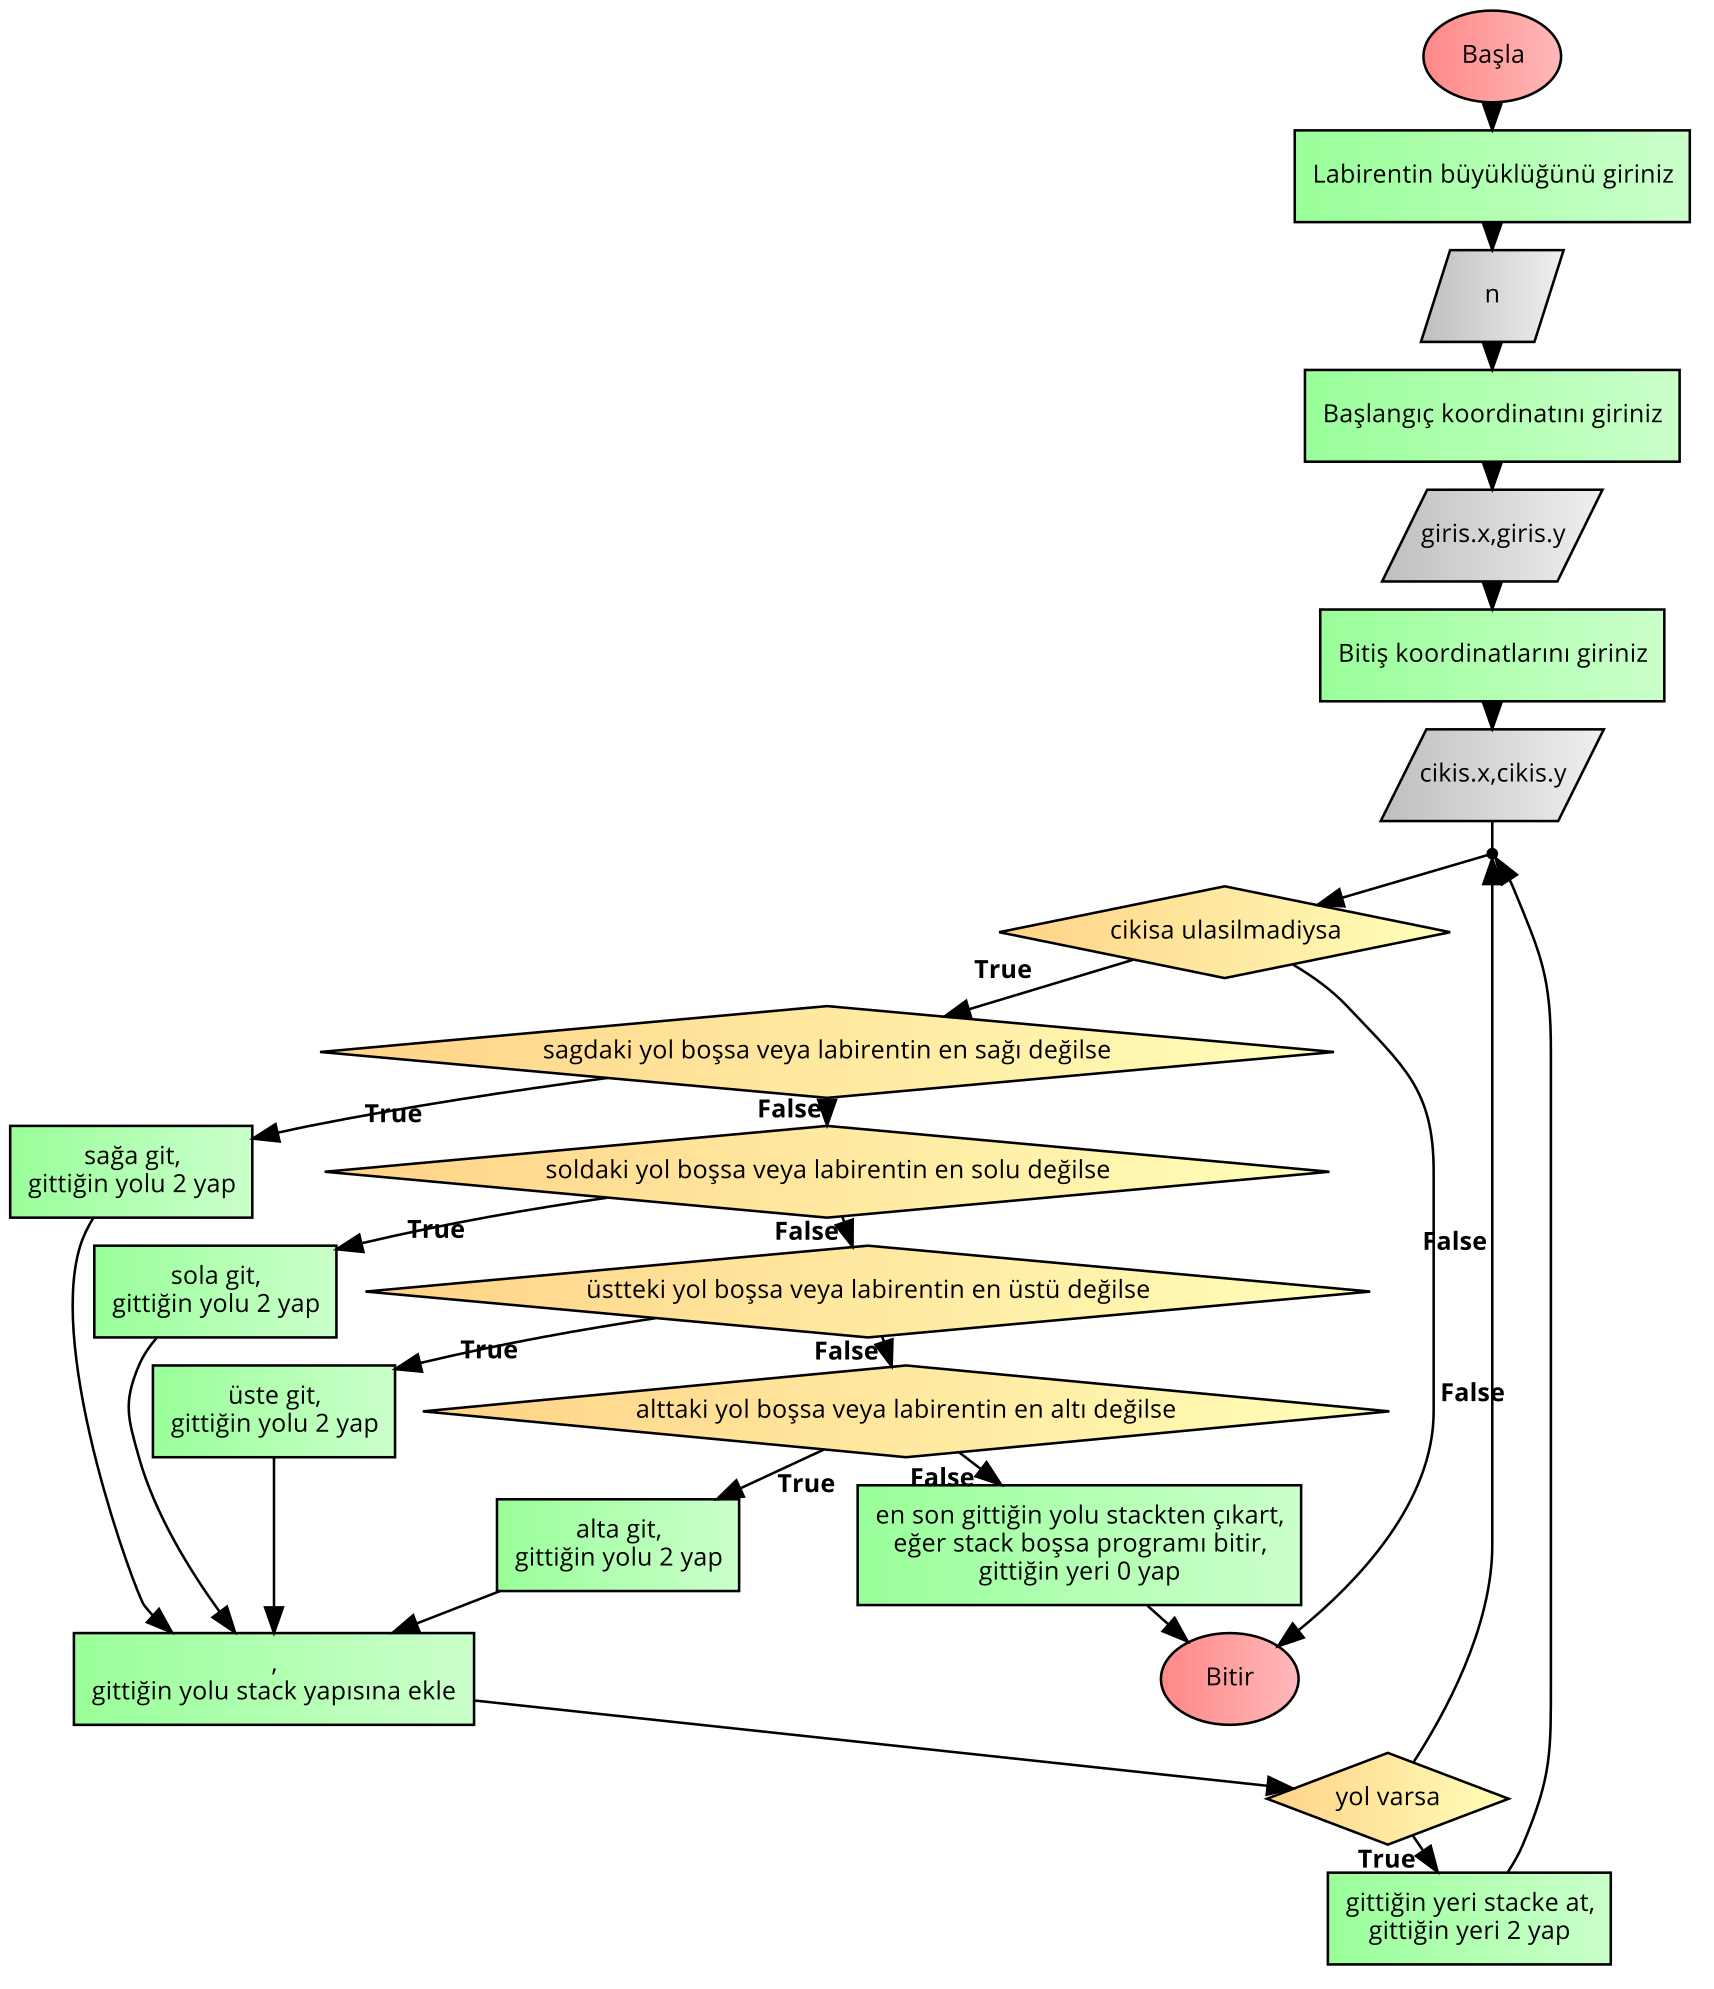 Başla
Labirentin büyüklüğünü giriniz
n
Başlangıç koordinatını giriniz
giris.x,giris.y
Bitiş koordinatlarını giriniz
cikis.x,cikis.y
cikisa ulasilmadiysa
True
sagdaki yol boşsa veya labirentin en sağı değilse
True
False
sağa git,
gittiğin yolu 2 yap
soldaki yol boşsa veya labirentin en solu değilse
True
False
False
sola git,
gittiğin yolu 2 yap
üstteki yol boşsa veya labirentin en üstü değilse
True
False
False
üste git,
gittiğin yolu 2 yap
alttaki yol boşsa veya labirentin en altı değilse
True
False
alta git,
gittiğin yolu 2 yap
en son gittiğin yolu stackten çıkart,
eğer stack boşsa programı bitir,
gittiğin yeri 0 yap
,
gittiğin yolu stack yapısına ekle
Bitir
yol varsa
True
gittiğin yeri stacke at,
gittiğin yeri 2 yap